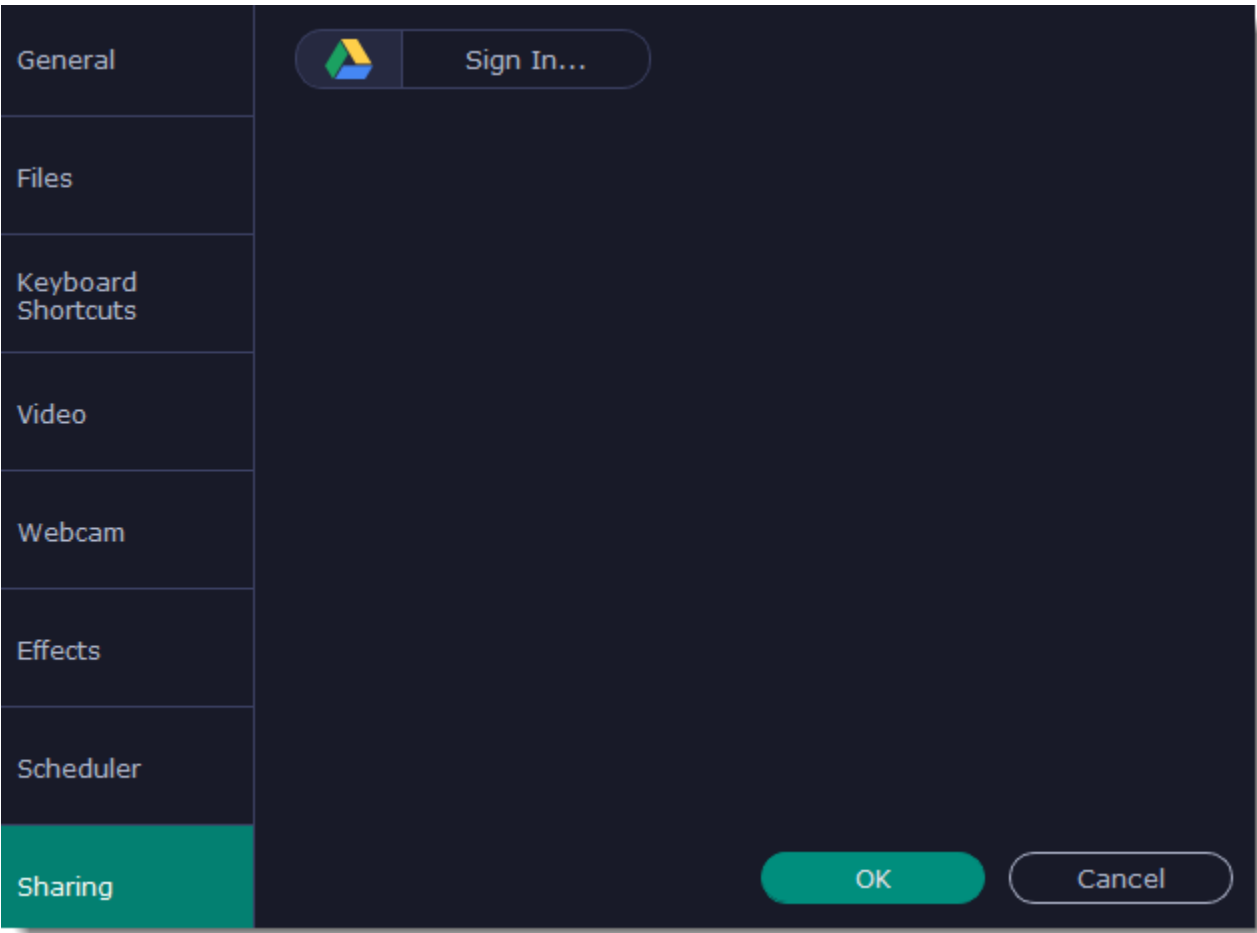 General
Sign In...
Files
Keyboard
Shortcuts
Video
Webcam
Effects
Scheduler
Sharing
OK
Cancel